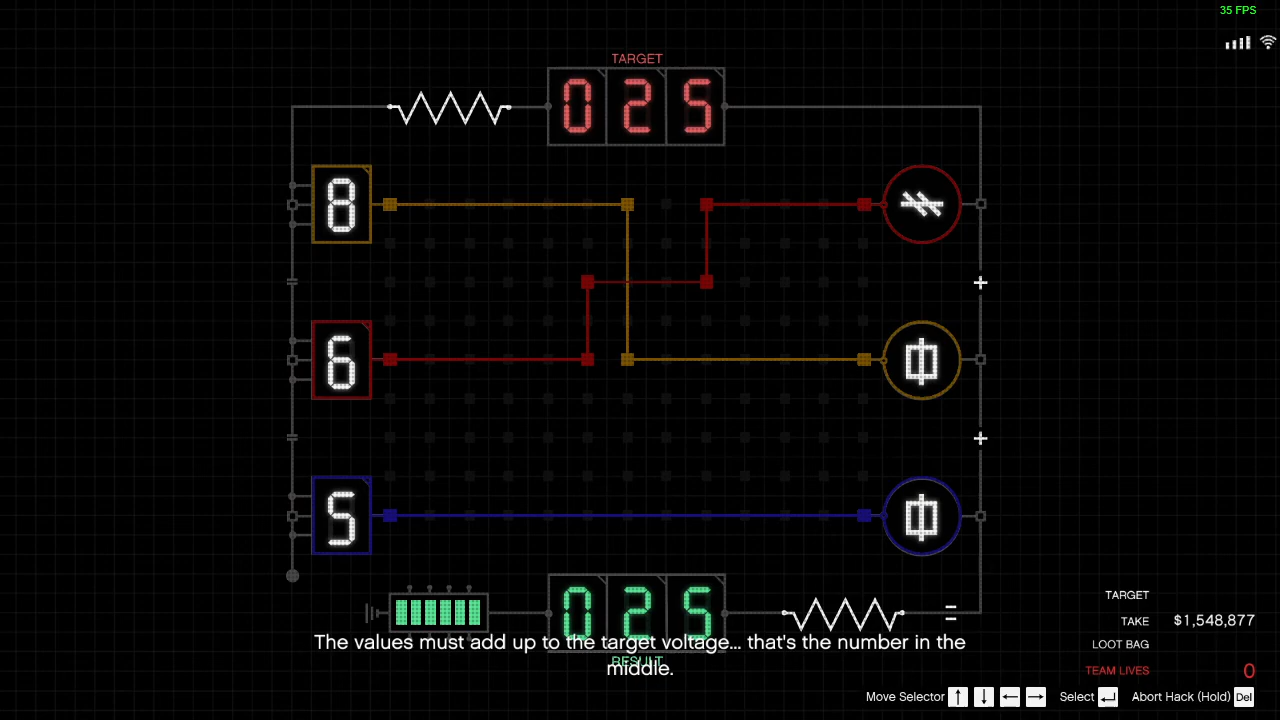 35 FPS
TARGET
025
8
6
5
025
RESULT
The values must add up to the target voltage... that's the number in the
middle.
TARGET
TAKE $1,548,877
LOOT BAG
TEAM LIVES 0
Move Selector ↑ ↓ ← → Select ↵ Abort Hack (Hold) Del